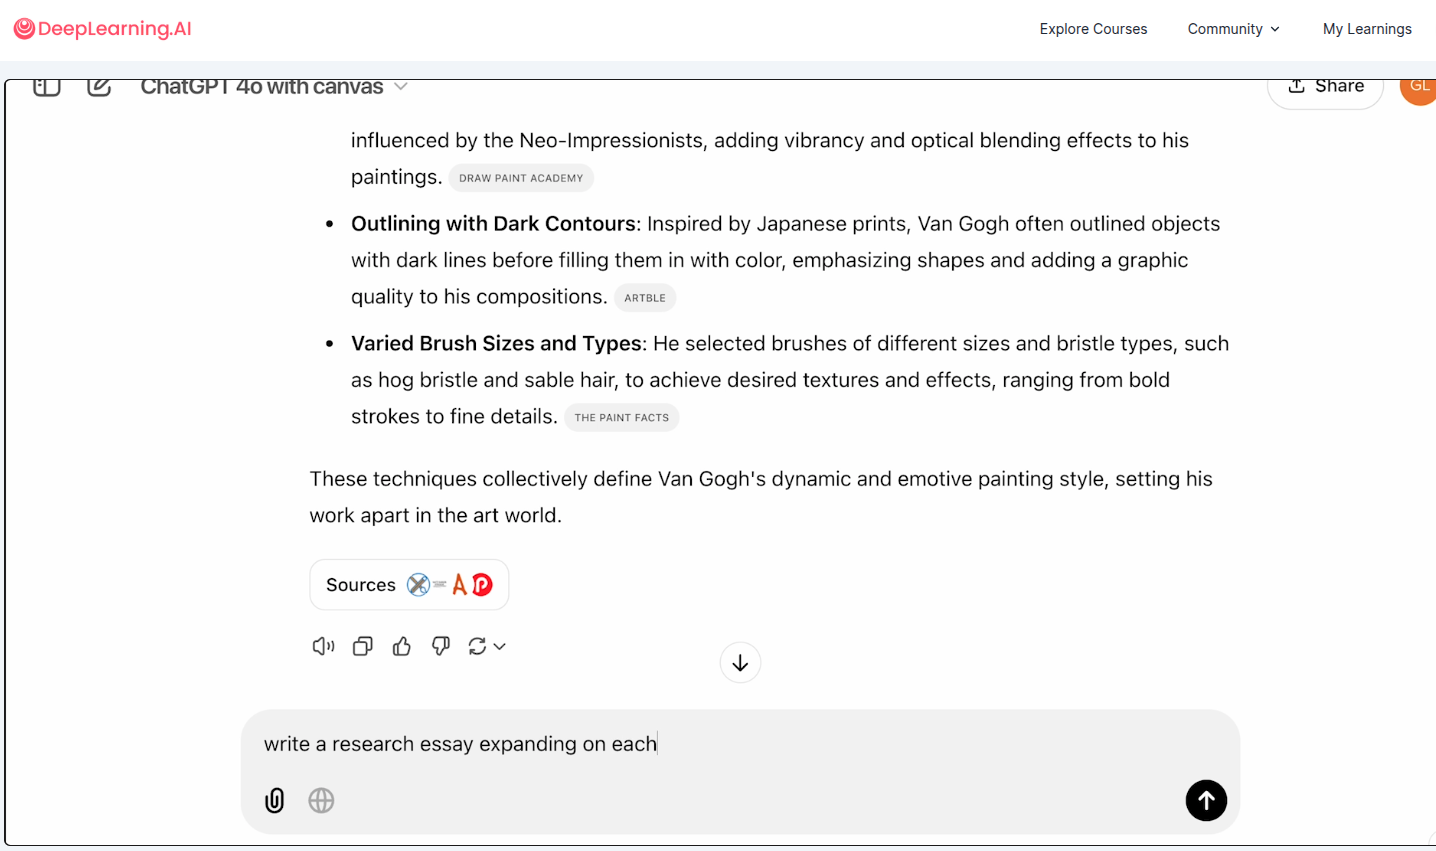 DeepLearning.AI
Explore Courses
Community
My Learnings
ChatGPT 4o with canvas
Share
GL
influenced by the Neo-Impressionists, adding vibrancy and optical blending effects to his
paintings. DRAW PAINT ACADEMY
• Outlining with Dark Contours: Inspired by Japanese prints, Van Gogh often outlined objects
with dark lines before filling them in with color, emphasizing shapes and adding a graphic
quality to his compositions. ARTBLE
• Varied Brush Sizes and Types: He selected brushes of different sizes and bristle types, such
as hog bristle and sable hair, to achieve desired textures and effects, ranging from bold
strokes to fine details. THE PAINT FACTS
These techniques collectively define Van Gogh's dynamic and emotive painting style, setting his
work apart in the art world.
Sources
write a research essay expanding on each